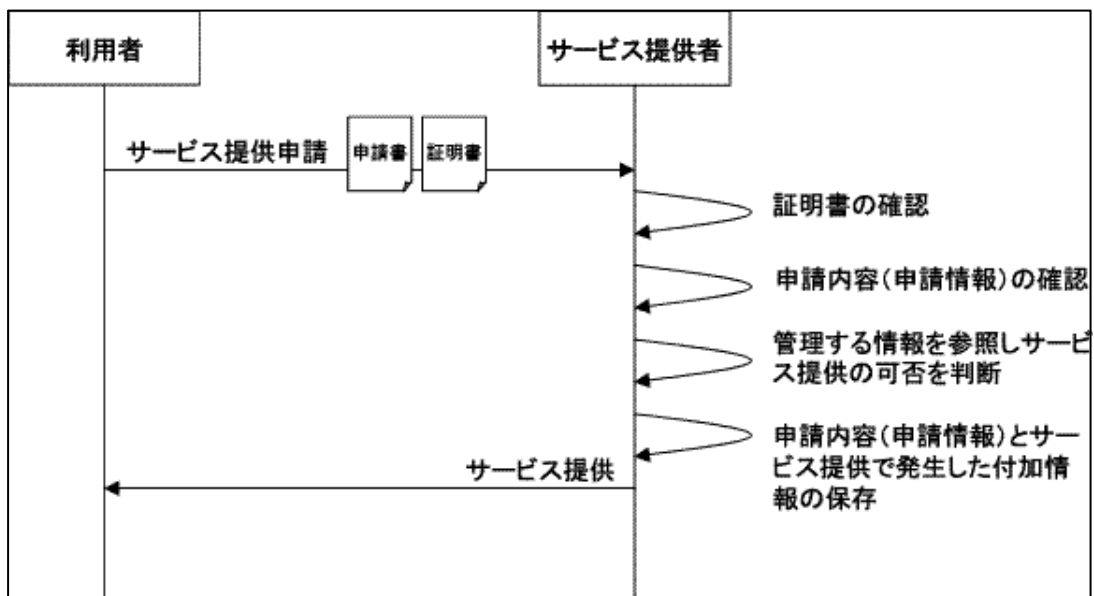 利用者
サービス提供者
サービス提供申請
申請書
証明書
証明書の確認
申請内容(申請情報)の確認
管理する情報を参照しサービ
ス提供の可否を判断
申請内容(申請情報)とサー
ビス提供で発生した付加情
報の保存
サービス提供